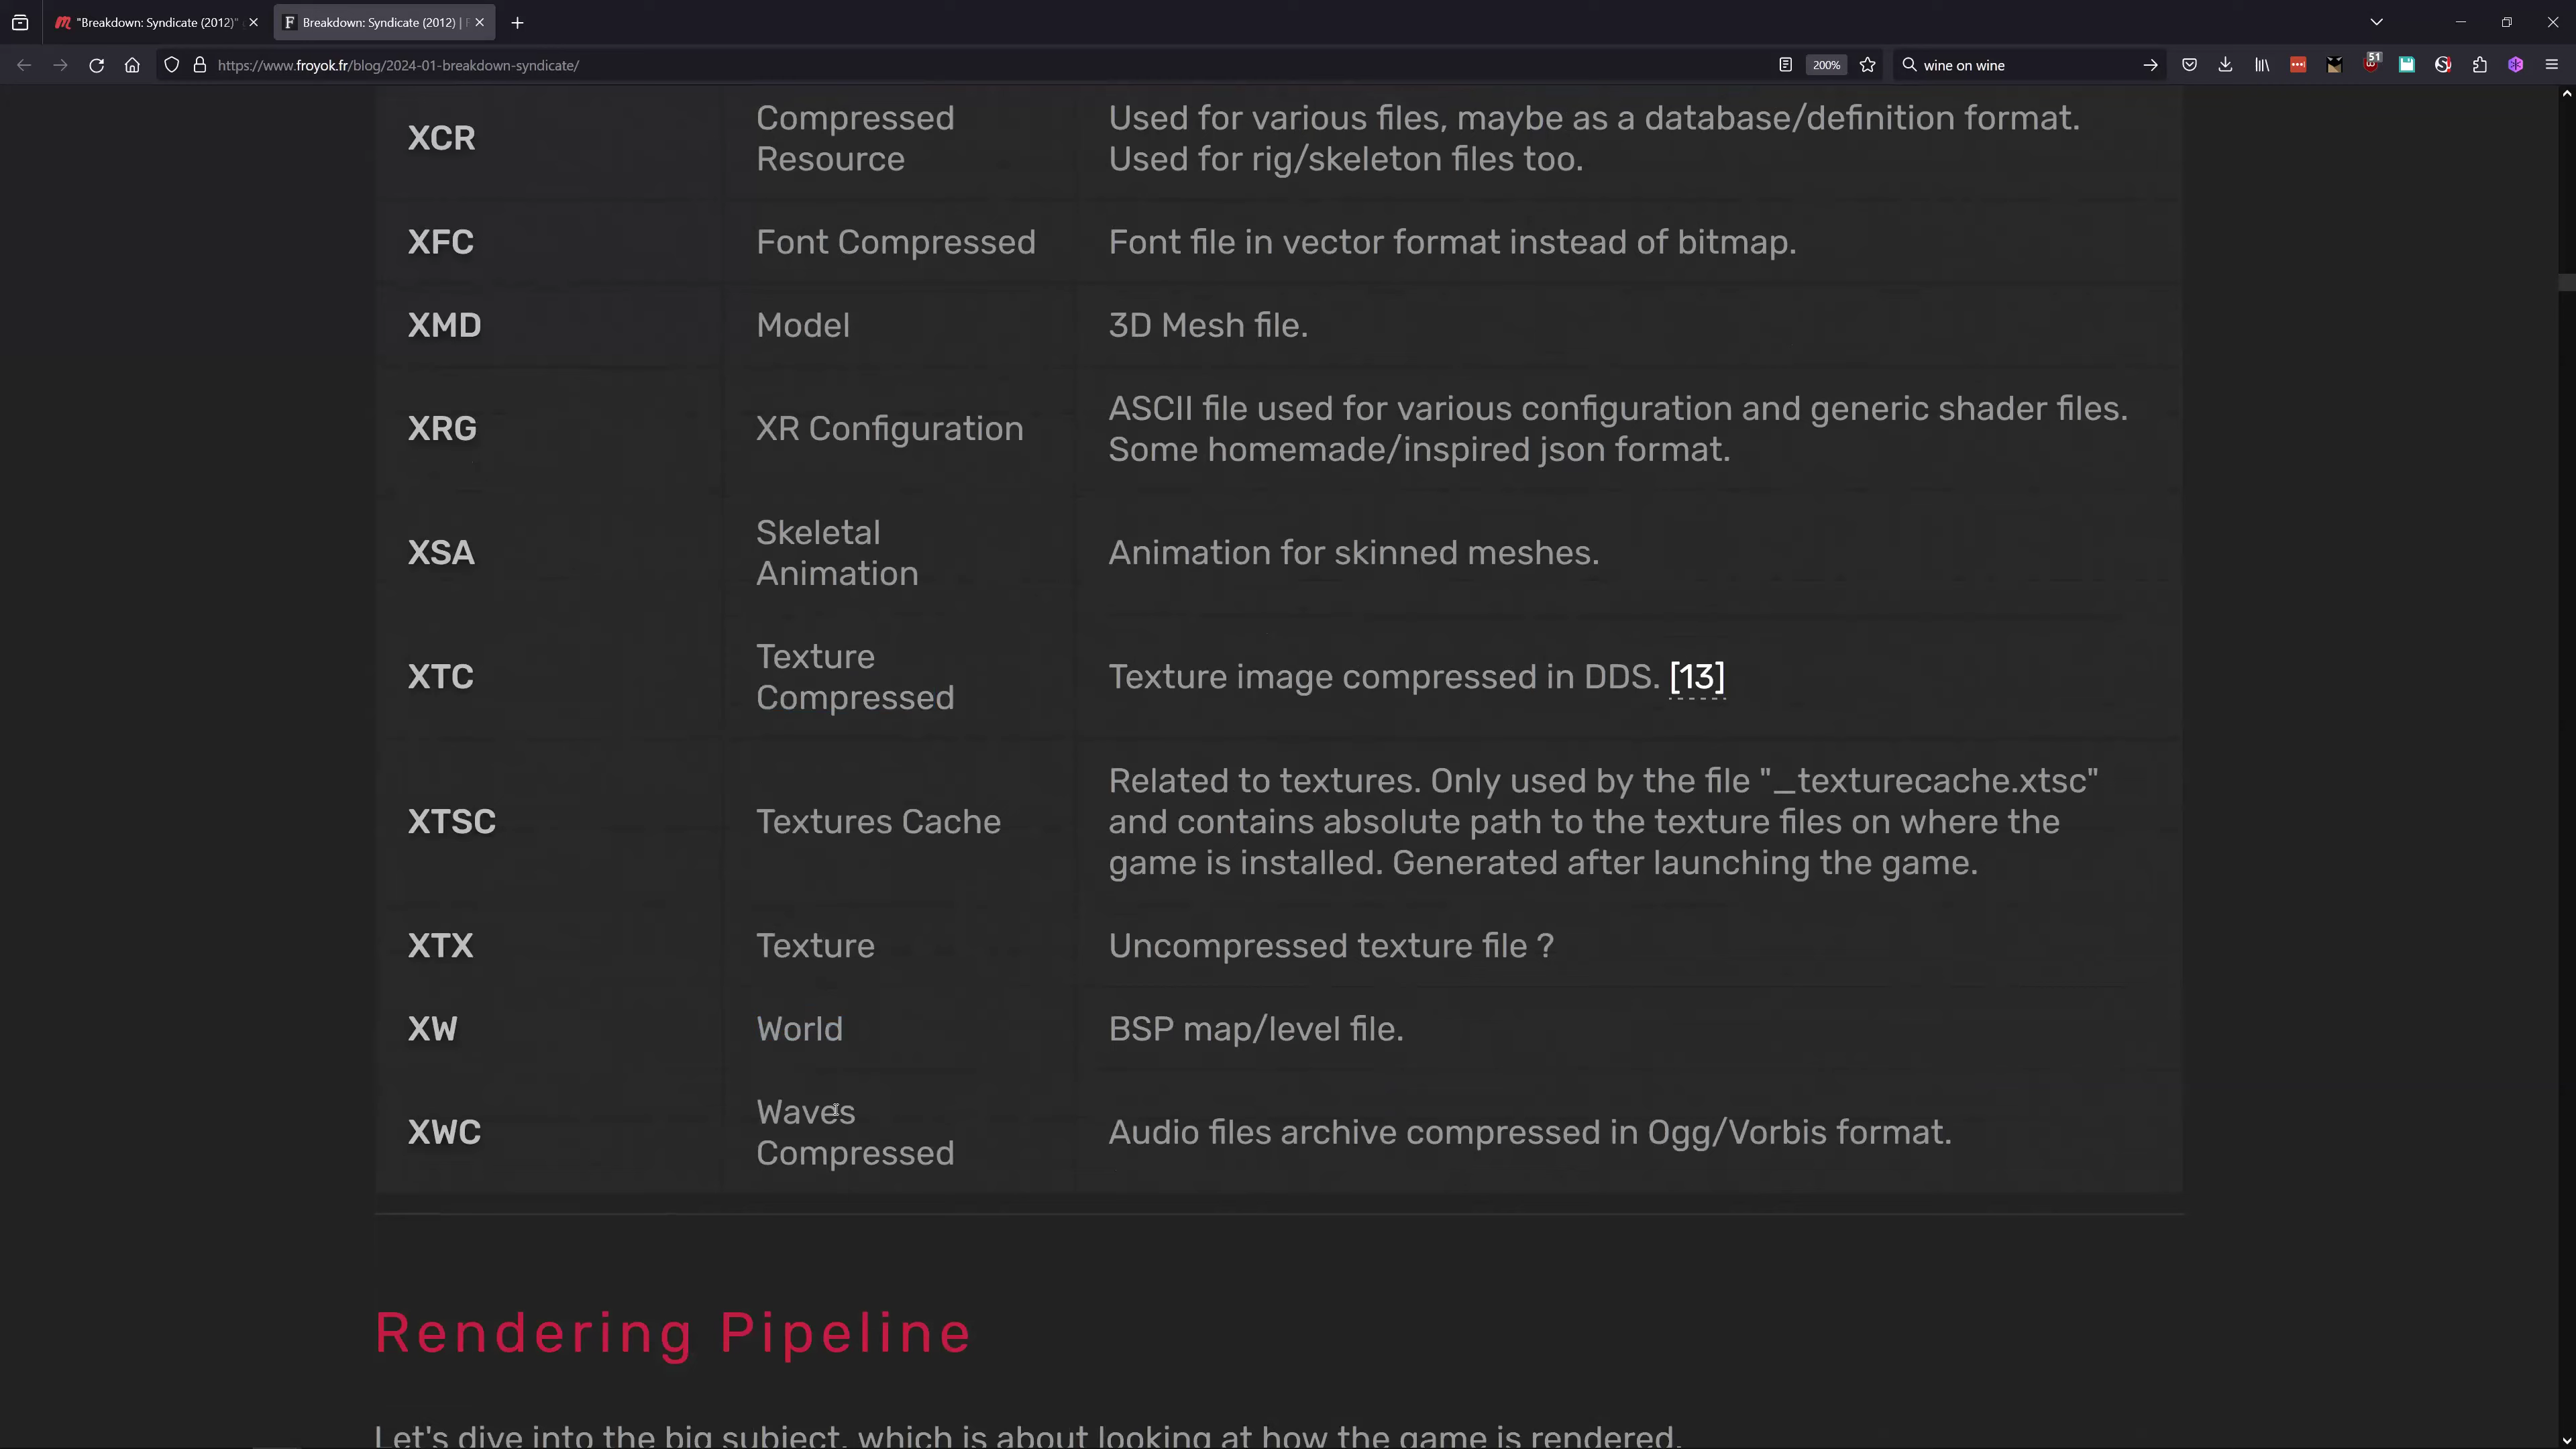 "Breakdown: Syndicate (2012)"
Breakdown: Syndicate (2012) |
https://www.froyok.fr/blog/2024-01-breakdown-syndicate/
200%
wine on wine
51
XCR
Compressed
Resource
Used for various files, maybe as a database/definition format.
Used for rig/skeleton files too.
XFC
Font Compressed
Font file in vector format instead of bitmap.
XMD
Model
3D Mesh file.
XRG
XR Configuration
ASCII file used for various configuration and generic shader files.
Some homemade/inspired json format.
XSA
Skeletal
Animation
Animation for skinned meshes.
XTC
Texture
Compressed
Texture image compressed in DDS. [13]
XTSC
Textures Cache
Related to textures. Only used by the file "_texturecache.xtsc"
and contains absolute path to the texture files on where the
game is installed. Generated after launching the game.
XTX
Texture
Uncompressed texture file ?
XW
World
BSP map/level file.
XWC
Waves
Compressed
Audio files archive compressed in Ogg/Vorbis format.
Rendering Pipeline
Let's dive into the big subject, which is about looking at how the game is rendered.